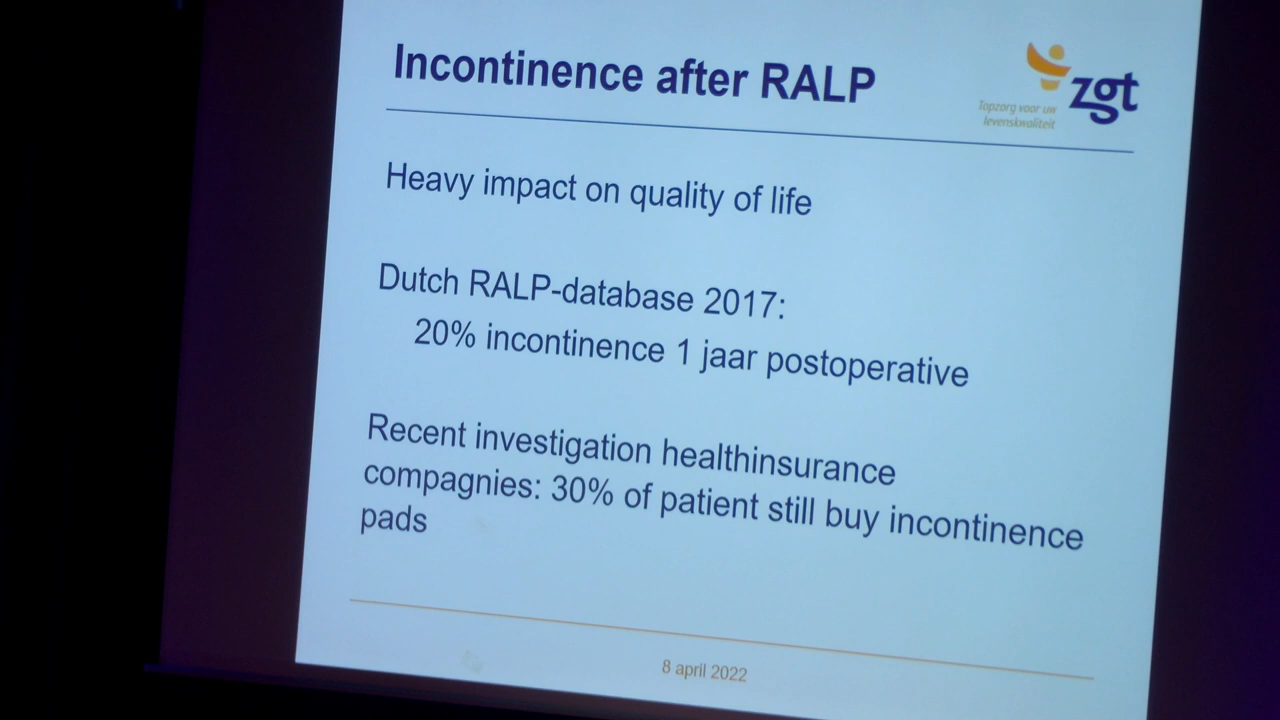 Incontinence after RALP
zgt
Topzorg voor uw
levenskwaliteit
Heavy impact on quality of life
Dutch RALP-database 2017:
20% incontinence 1 jaar postoperative
Recent investigation healthinsurance
compagnies: 30% of patient still buy incontinence
pads
8 april 2022